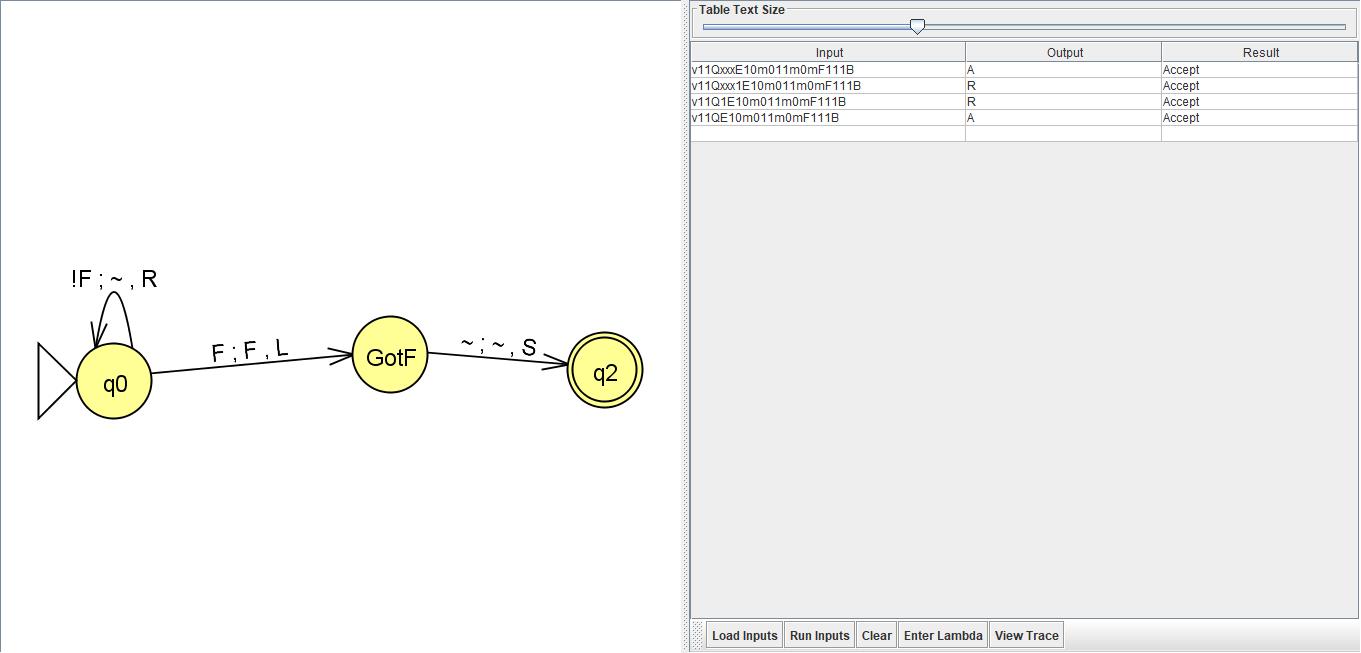 !F ; ~ , R
F ; F , L
~ ; ~ , S
q0
GotF
q2
Table Text Size
Input Output Result
v11QxxxE10m011m0mF111B A Accept
v11Qxxx1E10m011m0mF111B R Accept
v11Q1E10m011m0mF111B R Accept
v11QE10m011m0mF111B A Accept
Load Inputs Run Inputs Clear Enter Lambda View Trace